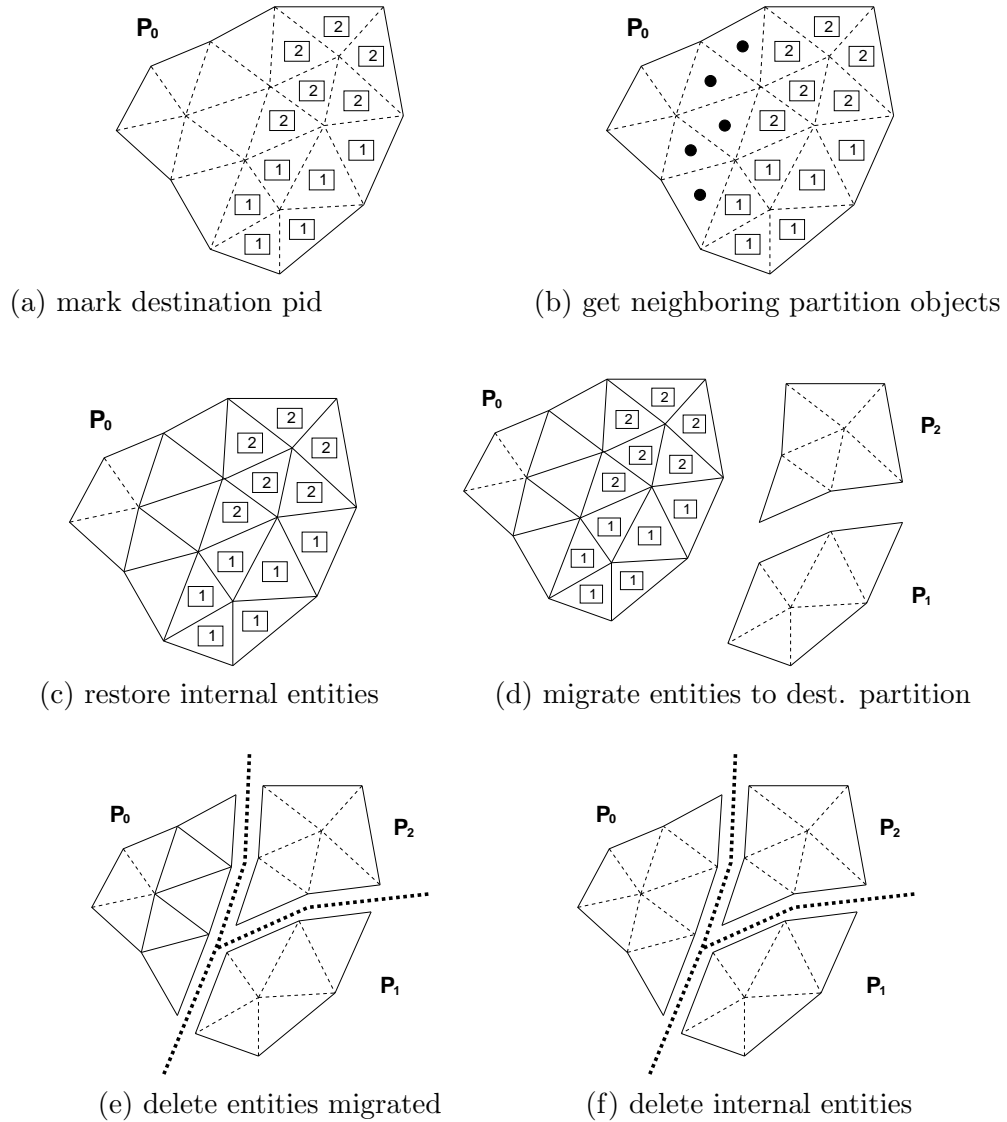 P0
2
2
2
2
2
2
1
1
1
1
1
1
(a) mark destination pid
P0
2
2
2
2
2
2
1
1
1
1
1
1
(b) get neighboring partition objects
P0
2
2
2
2
2
2
1
1
1
1
1
1
(c) restore internal entities
P0
2
2
2
2
2
2
1
1
1
1
1
1
P2
P1
(d) migrate entities to dest. partition
P0
P2
P1
(e) delete entities migrated
P0
P2
P1
(f) delete internal entities